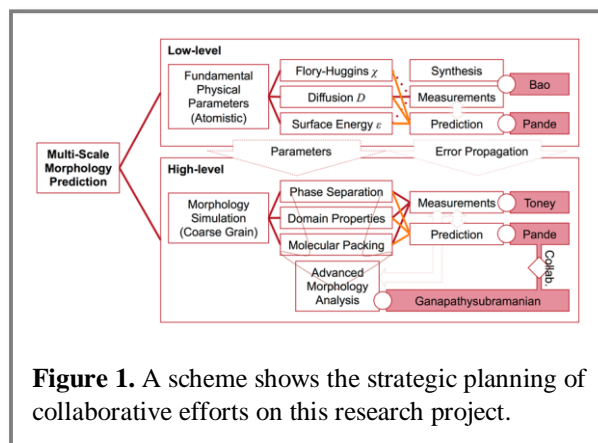 Low-level
Fundamental
Physical
Parameters
(Atomistic)
Flory-Huggins χ
Diffusion D
Surface Energy ε
Synthesis
Measurements
Prediction
Bao
Pande
Parameters
Error Propagation
Multi-Scale
Morphology
Prediction
High-level
Morphology
Simulation
(Coarse Grain)
Phase Separation
Domain Properties
Molecular Packing
Measurements
Prediction
Toney
Pande
Collab.
Advanced
Morphology
Analysis
Ganapathysubramanian
Figure 1. A scheme shows the strategic planning of
collaborative efforts on this research project.